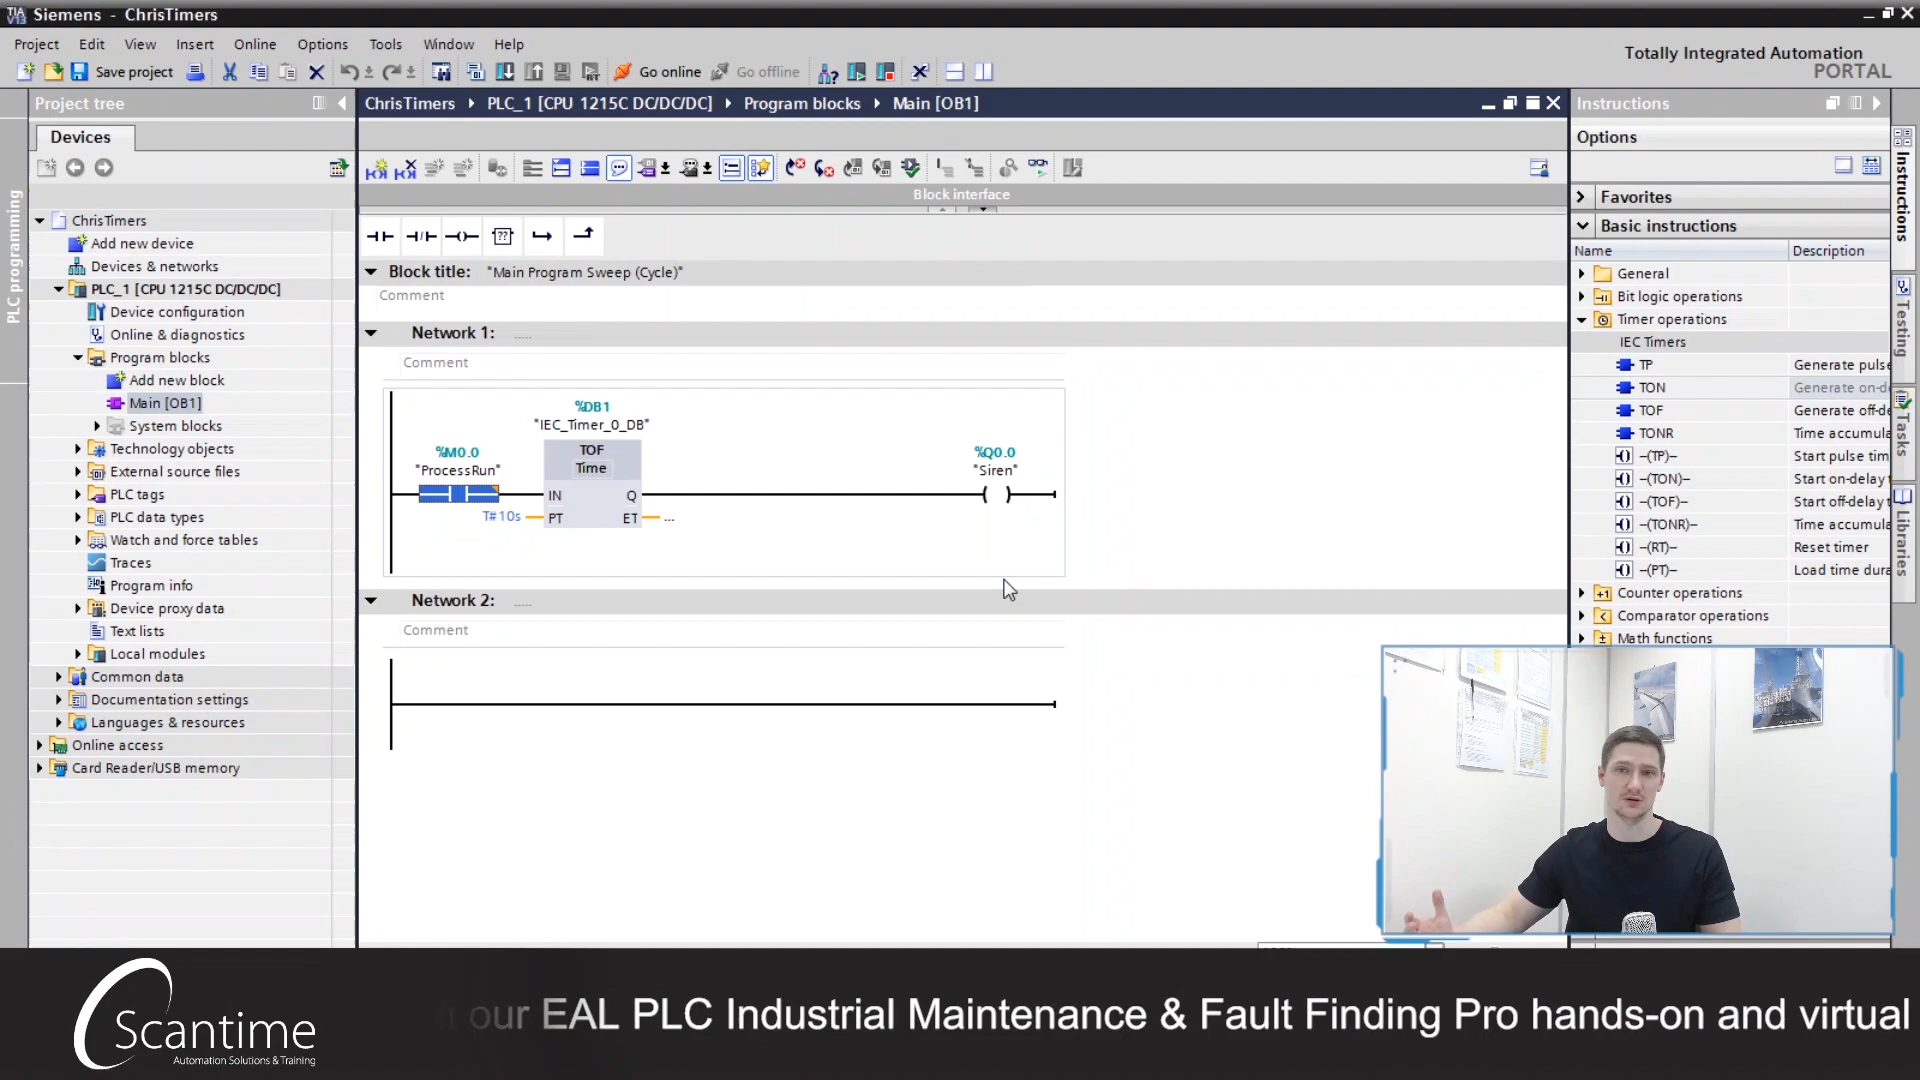 TIA V13 Siemens - ChrisTimers
Project Edit View Insert Online Options Tools Window Help
Totally Integrated Automation
PORTAL
Save project
Go online
Go offline
Project tree
ChrisTimers PLC_1 [CPU 1215C DC/DC/DC] Program blocks Main [OB1]
Instructions
Devices
Options
PLC programming
Block interface
ChrisTimers
Add new device
Devices & networks
PLC_1 [CPU 1215C DC/DC/DC]
Device configuration
Online & diagnostics
Program blocks
Add new block
Main [OB1]
System blocks
Technology objects
External source files
PLC tags
PLC data types
Watch and force tables
Traces
Program info
Device proxy data
Text lists
Local modules
Common data
Documentation settings
Languages & resources
Online access
Card Reader/USB memory
??
Block title: "Main Program Sweep (Cycle)"
Comment
Network 1: .....
Comment
%DB1
"IEC_Timer_0_DB"
%M0.0
"ProcessRun"
TOF
Time
%Q0.0
"Siren"
IN Q
T#10s PT ET ...
Network 2: .....
Comment
Favorites
Basic instructions
Name Description
General
Bit logic operations
Timer operations
IEC Timers
TP Generate pulse
TON Generate on-de
TOF Generate off-de
TONR Time accumula
-(TP)- Start pulse tim
-(TON)- Start on-delay t
-(TOF)- Start off-delay t
-(TONR)- Time accumula
-(RT)- Reset timer
-(PT)- Load time dura
Counter operations
Comparator operations
Math functions
Instructions
Testing
Tasks
Libraries
Scantime
Automation Solutions & Training
our EAL PLC Industrial Maintenance & Fault Finding Pro hands-on and virtual